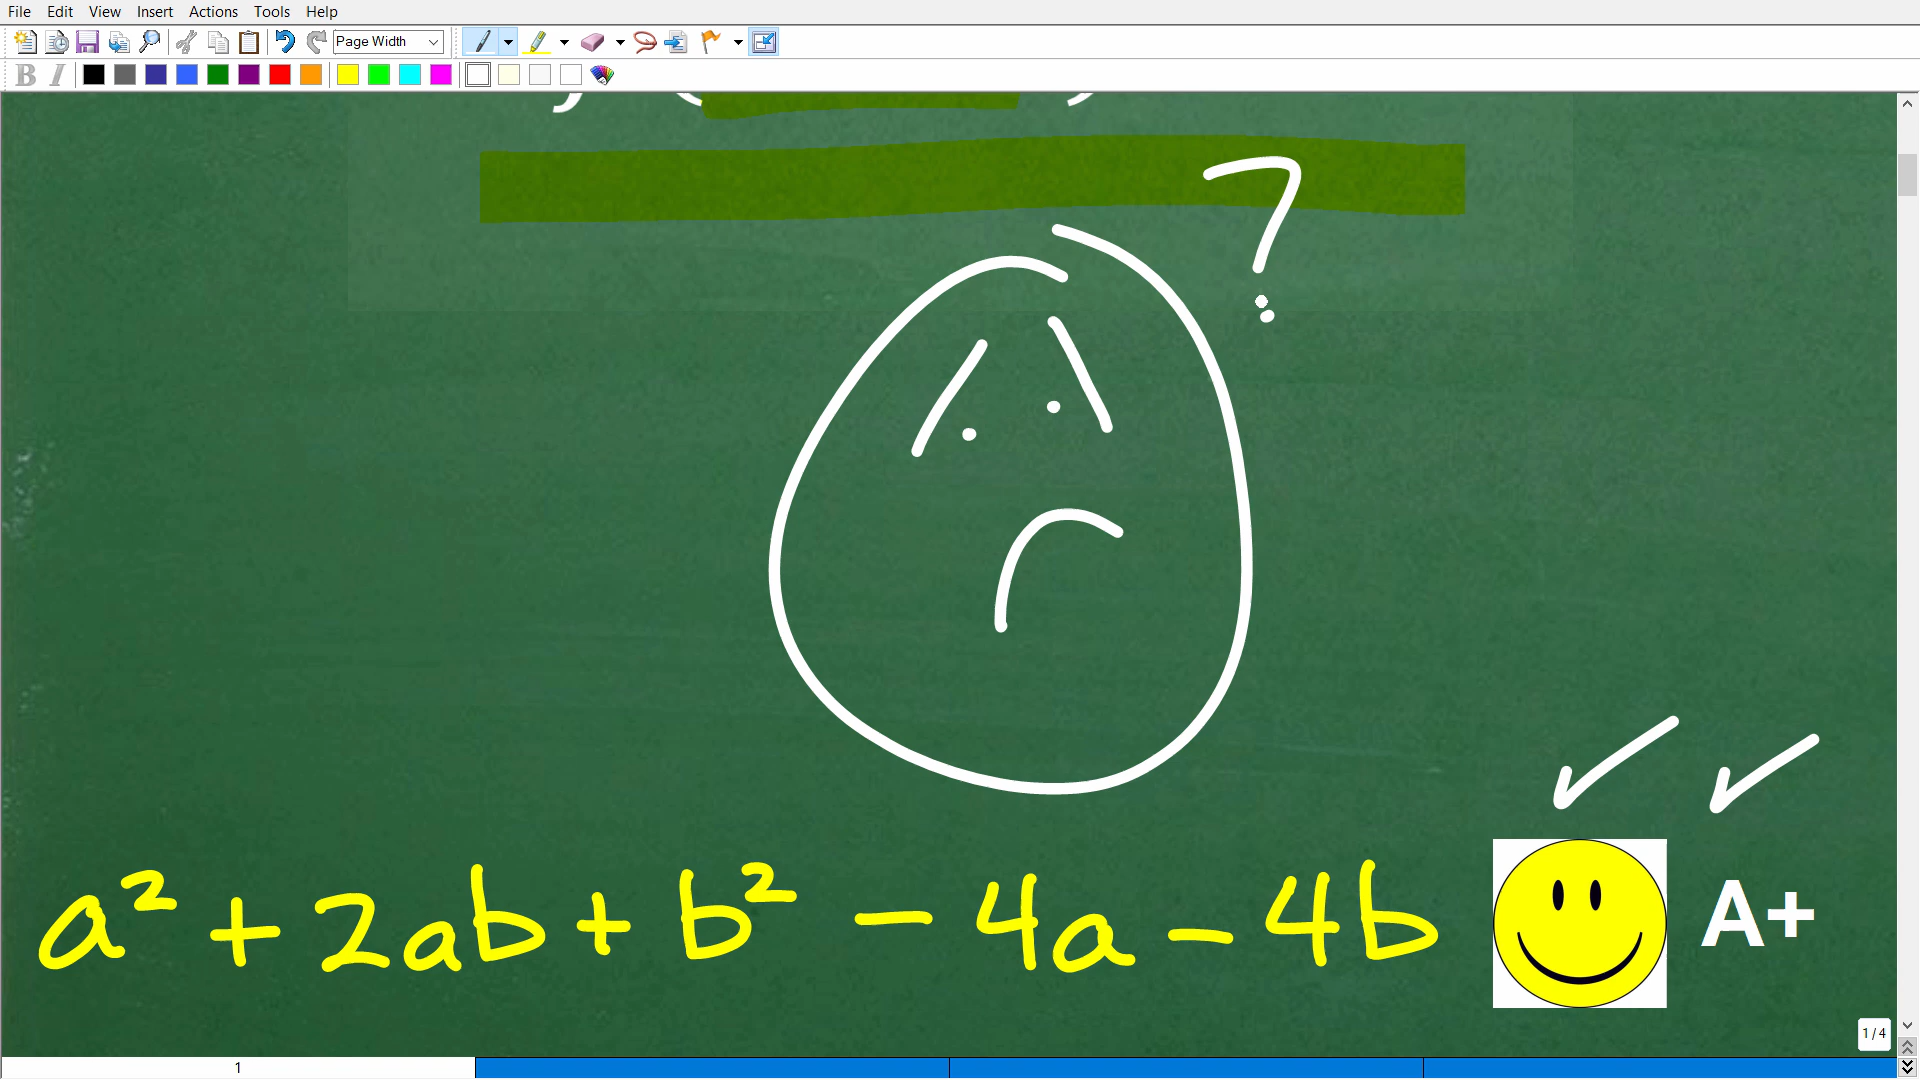 File Edit View Insert Actions Tools Help
Page Width
B I
?
a² + 2ab + b² - 4a - 4b
A+
1 / 4
1